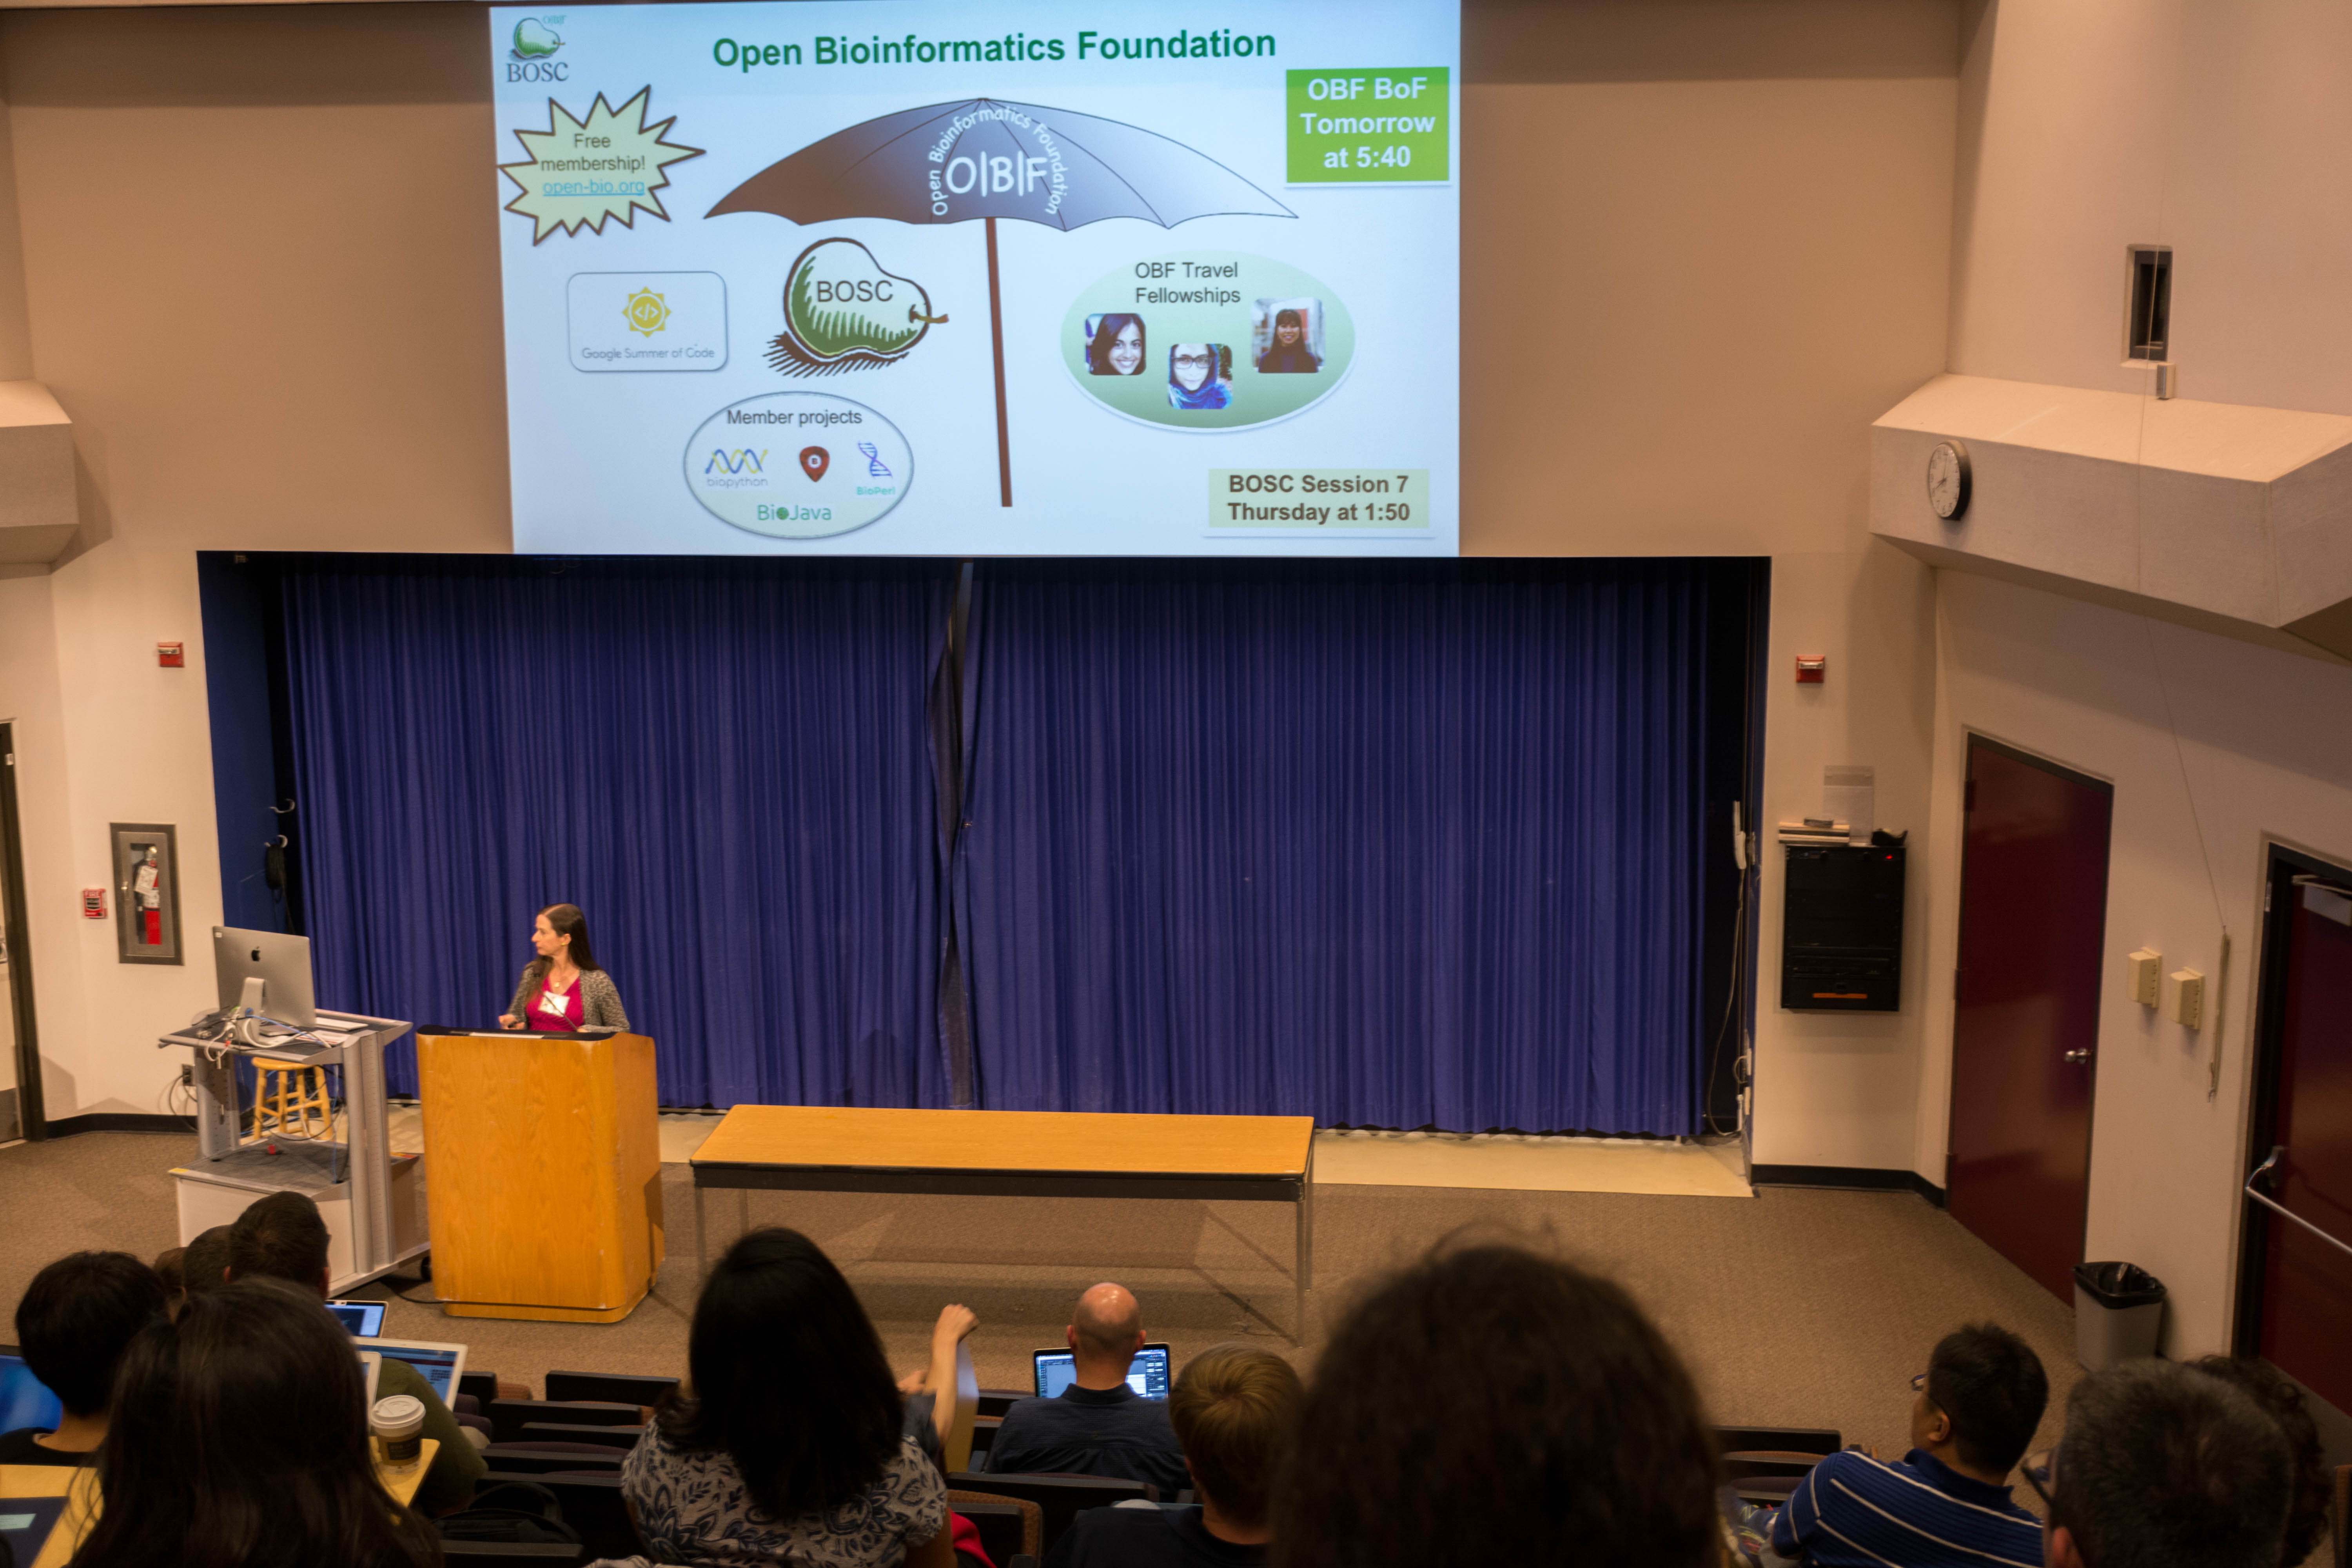 O|B|F
BOSC
Open Bioinformatics Foundation
OBF BoF
Tomorrow
at 5:40
Free
membership!
open-bio.org
Open Bioinformatics Foundation
O|B|F
Google Summer of Code
BOSC
OBF Travel
Fellowships
Member projects
biopython
B
BioPerl
BioJava
BOSC Session 7
Thursday at 1:50
FIRE